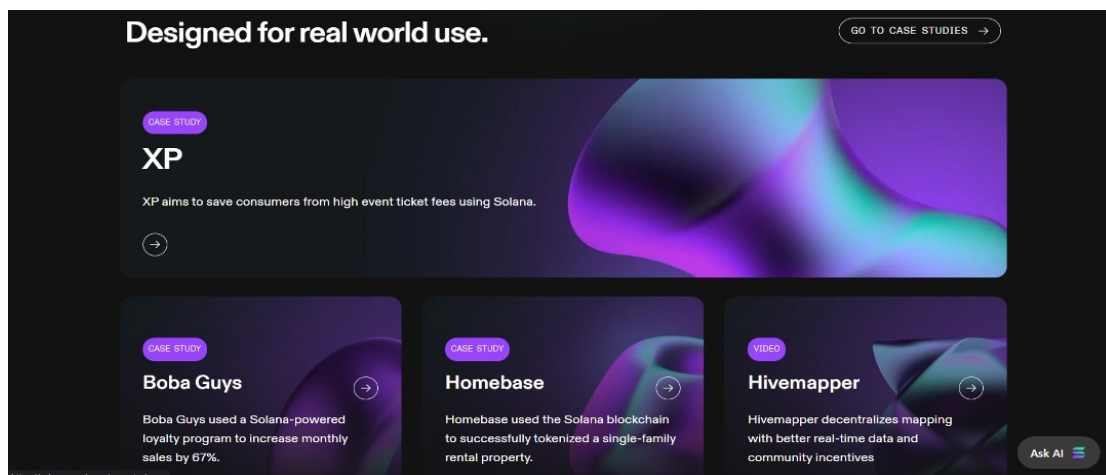 Designed for real world use.
GO TO CASE STUDIES →
CASE STUDY
XP
XP aims to save consumers from high event ticket fees using Solana.
CASE STUDY
Boba Guys
Boba Guys used a Solana-powered
loyalty program to increase monthly
sales by 67%.
CASE STUDY
Homebase
Homebase used the Solana blockchain
to successfully tokenized a single-family
rental property.
VIDEO
Hivemapper
Hivemapper decentralizes mapping
with better real-time data and
community incentives
Ask AI